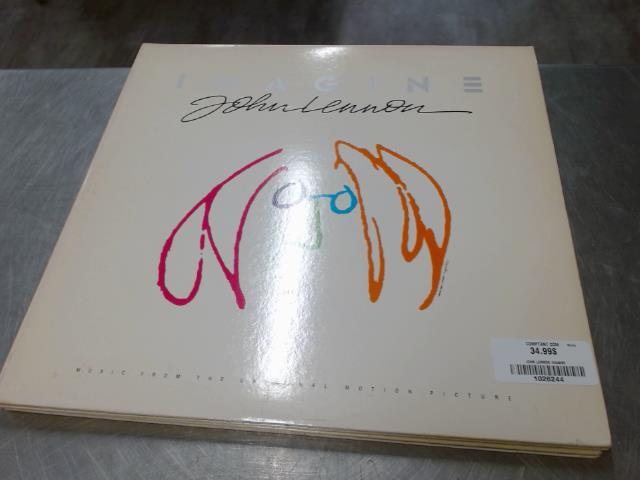 IMAGINE
John Lennon
MUSIC FROM THE ORIGINAL MOTION PICTURE
34.99$
1026244